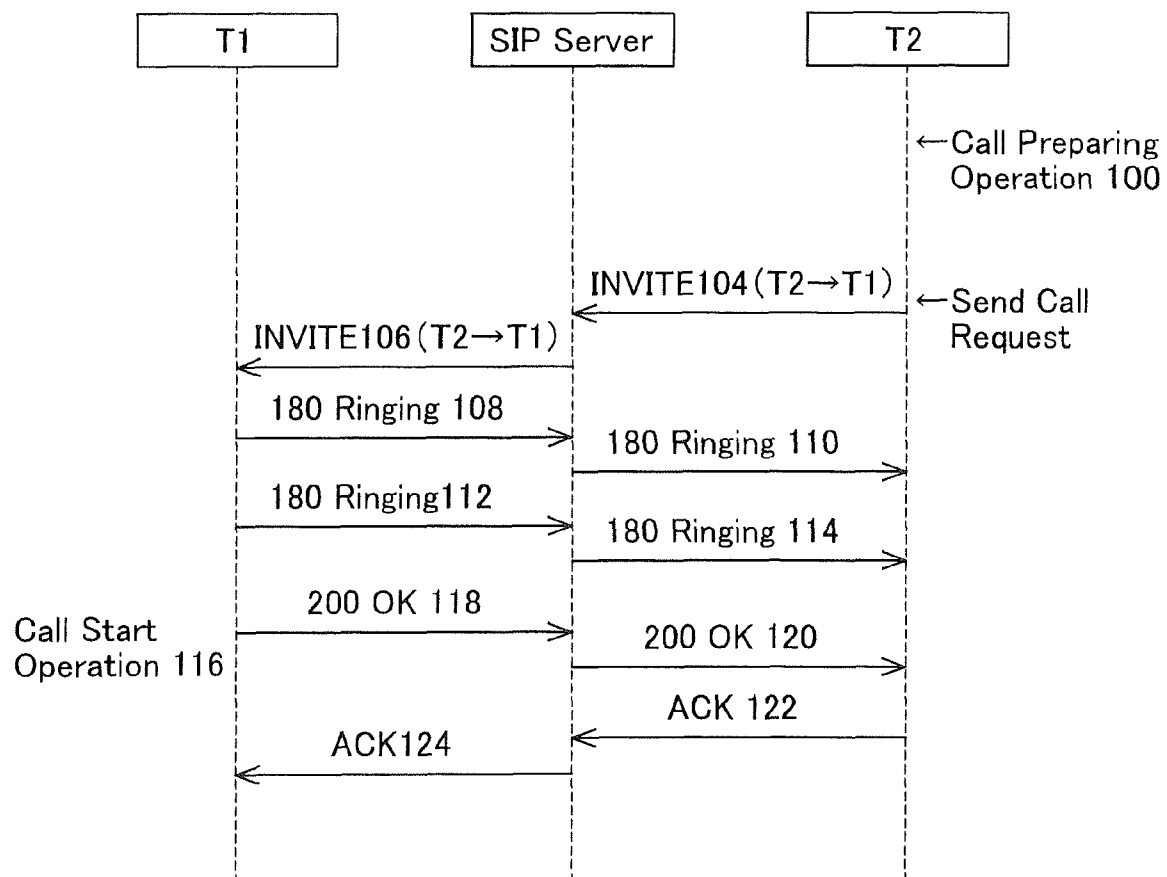 T1
SIP Server
T2
←Call Preparing
Operation 100
INVITE104(T2→T1)
←Send Call
Request
INVITE106(T2→T1)
180 Ringing 108
180 Ringing 110
180 Ringing112
180 Ringing 114
200 OK 118
Call Start
Operation 116
200 OK 120
ACK 122
ACK124